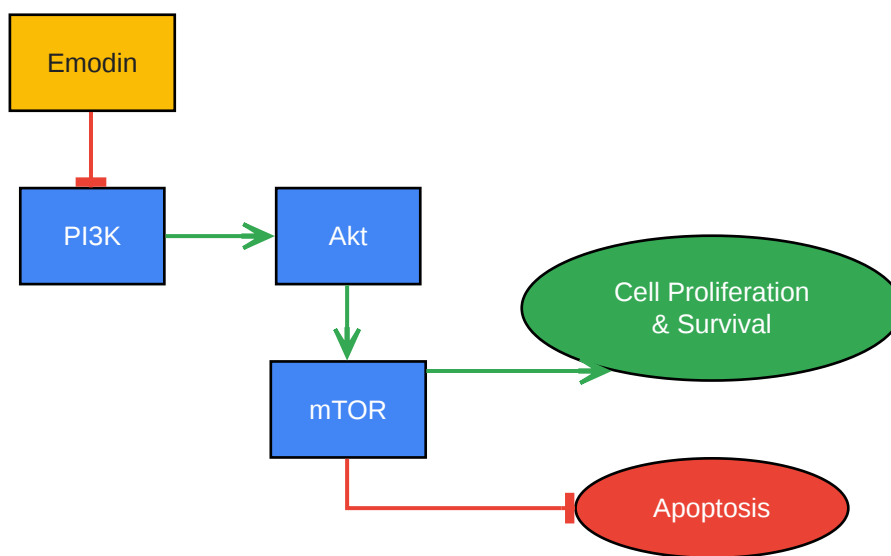 Emodin
PI3K
Akt
Cell Proliferation
& Survival
mTOR
Apoptosis